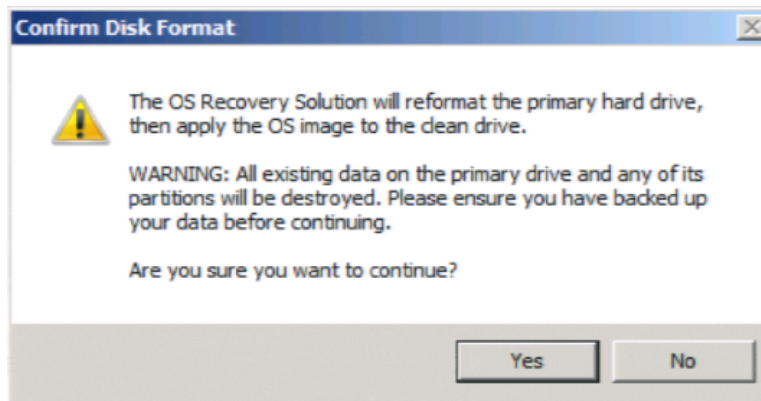 Confirm Disk Format
The OS Recovery Solution will reformat the primary hard drive,
then apply the OS image to the clean drive.
WARNING: All existing data on the primary drive and any of its
partitions will be destroyed. Please ensure you have backed up
your data before continuing.
Are you sure you want to continue?
Yes No